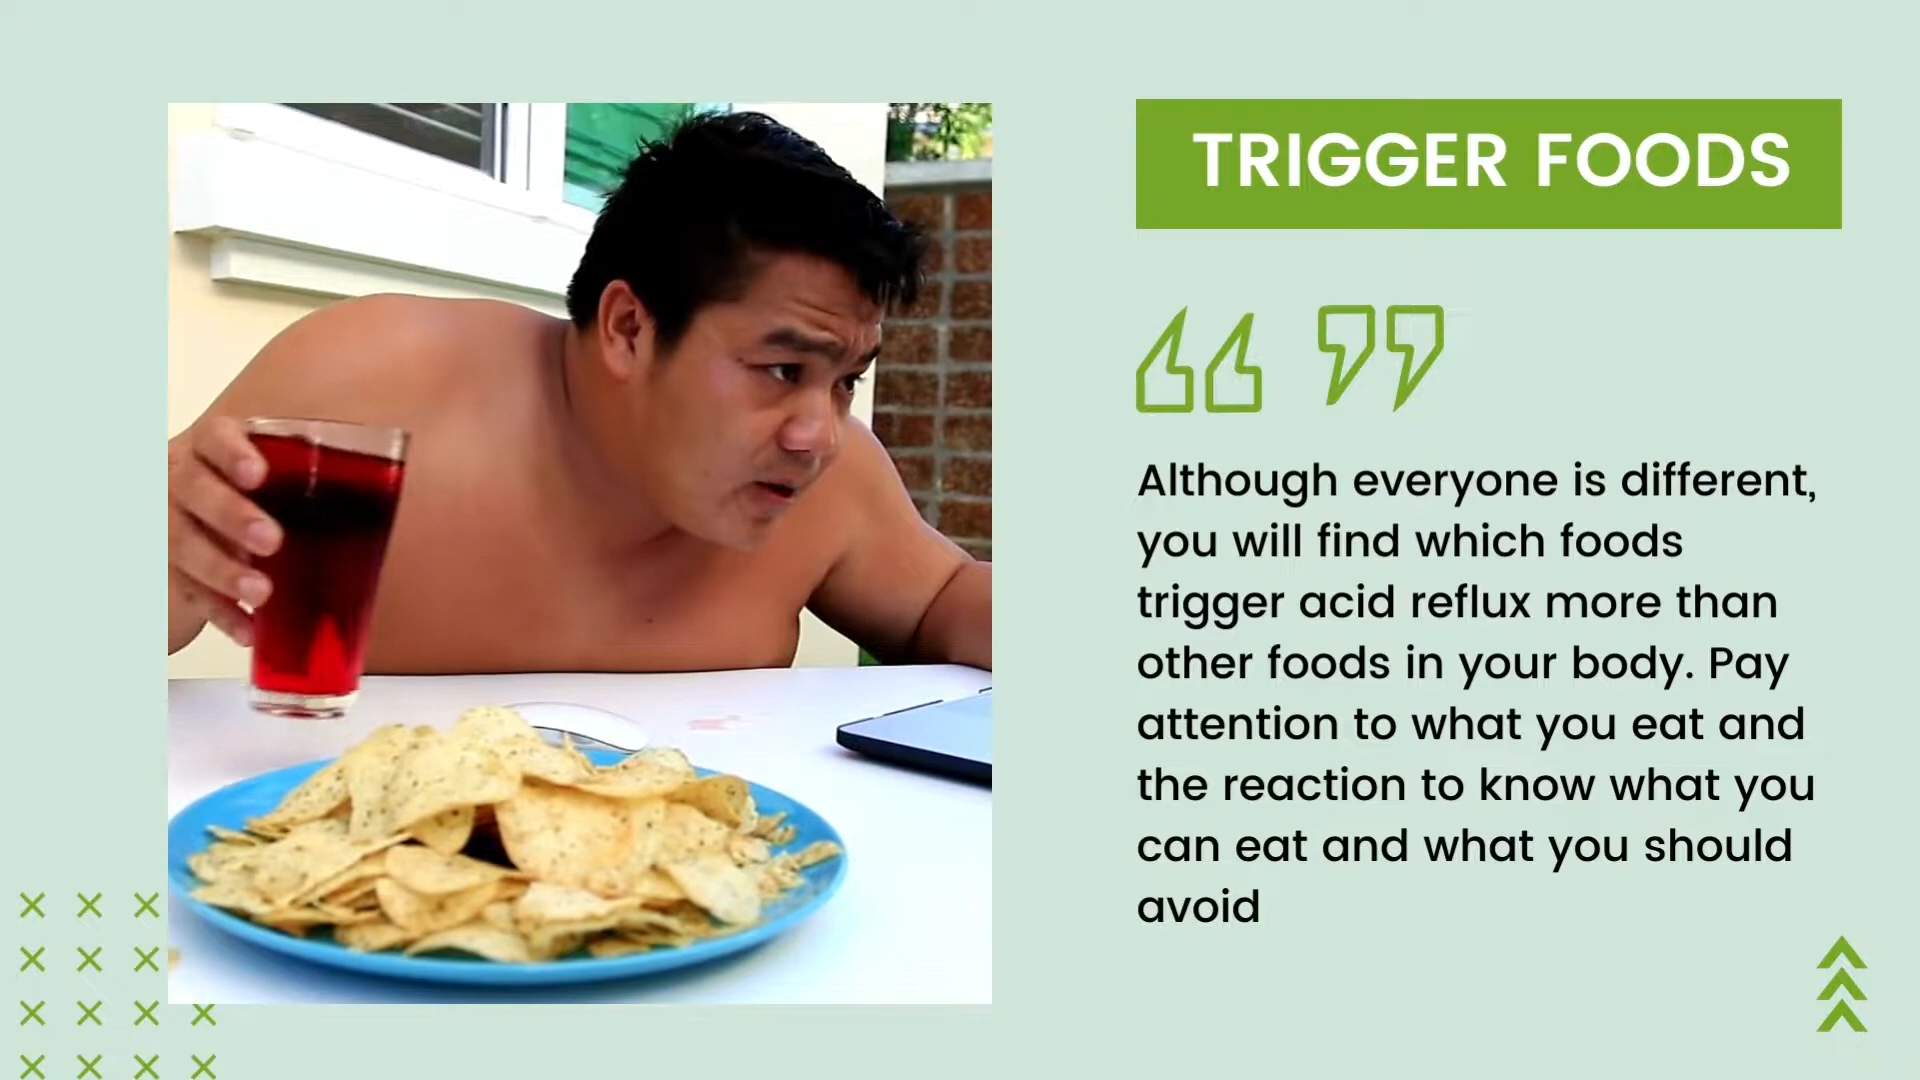 TRIGGER FOODS
Although everyone is different,
you will find which foods
trigger acid reflux more than
other foods in your body. Pay
attention to what you eat and
the reaction to know what you
can eat and what you should
avoid